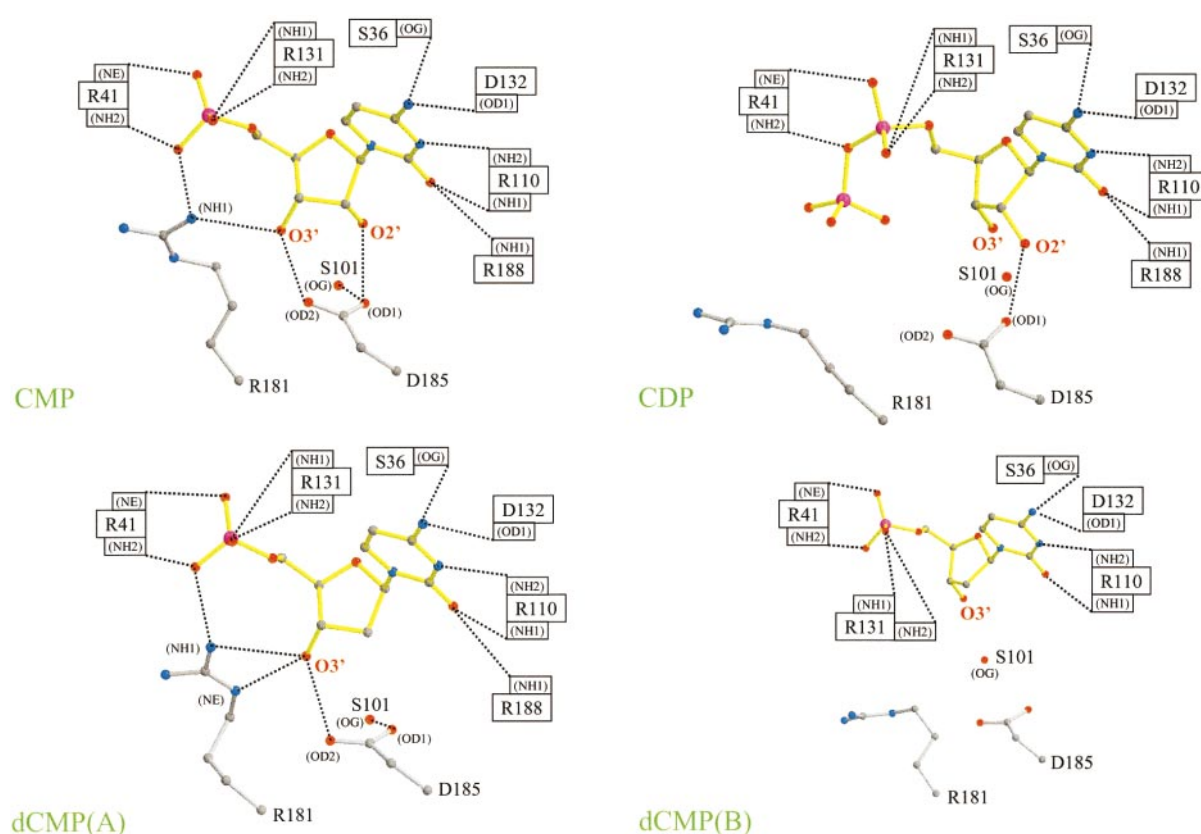 (NH1)
R131
(NH2)
S36 (OG)
(NE)
R41
(NH2)
D132
(OD1)
(NH2)
R110
(NH1)
(NH1)
R188
(NH1)
O3’
O2’
S101
(OG)
(OD2)
(OD1)
D185
R181
CMP
(NH1)
R131
(NH2)
S36 (OG)
(NE)
R41
(NH2)
D132
(OD1)
(NH2)
R110
(NH1)
(NH1)
R188
O3’
O2’
S101
(OG)
(OD1)
(OD2)
D185
R181
CDP
(NH1)
R131
(NH2)
S36 (OG)
(NE)
R41
(NH2)
D132
(OD1)
(NH2)
R110
(NH1)
(NH1)
R188
(NH1)
O3’
(NE)
S101
(OG)
(OD1)
(OD2)
D185
R181
dCMP(A)
S36 (OG)
(NE)
R41
(NH2)
D132
(OD1)
(NH2)
R110
(NH1)
(NH1)
R131 (NH2)
O3’
S101
(OG)
D185
R181
dCMP(B)